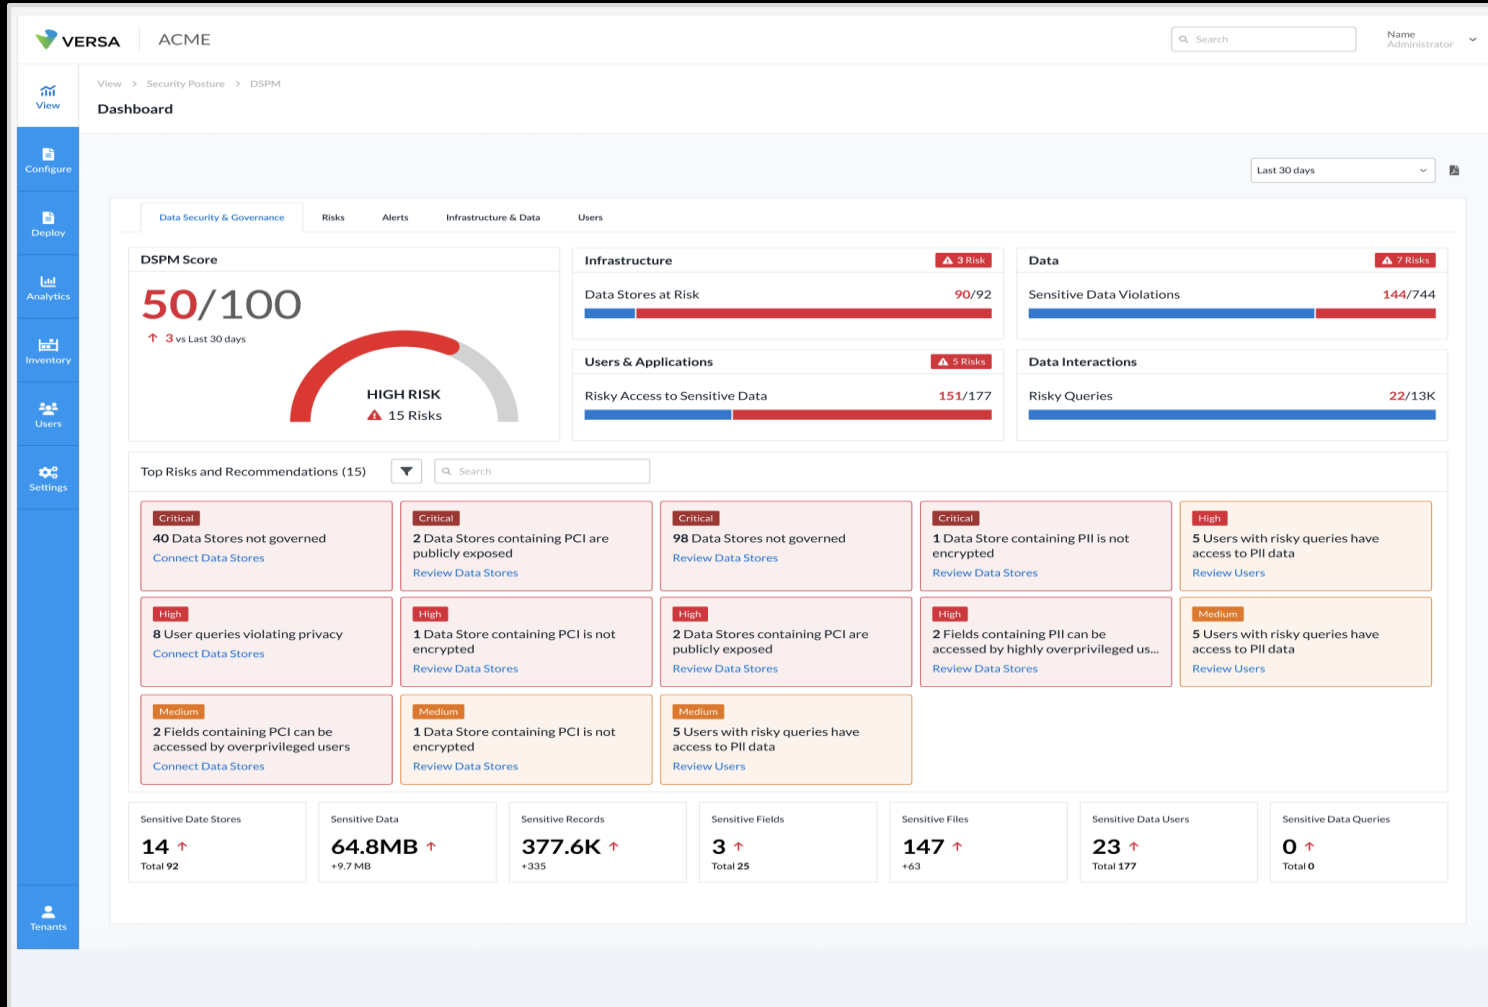 VERSA
ACME
Search
Name
Administrator
View
View > Security Posture > DSPM
Dashboard
Configure
Deploy
Analytics
Inventory
Users
Settings
Tenants
Last 30 days
Data Security & Governance
Risks
Alerts
Infrastructure & Data
Users
DSPM Score
50/100
3 vs Last 30 days
HIGH RISK
15 Risks
Infrastructure
3 Risk
Data Stores at Risk
90/92
Data
7 Risks
Sensitive Data Violations
144/744
Users & Applications
5 Risks
Risky Access to Sensitive Data
151/177
Data Interactions
Risky Queries
22/13K
Top Risks and Recommendations (15)
Search
Critical
40 Data Stores not governed
Connect Data Stores
Critical
2 Data Stores containing PCI are
publicly exposed
Review Data Stores
Critical
98 Data Stores not governed
Review Data Stores
Critical
1 Data Store containing PII is not
encrypted
Review Data Stores
High
5 Users with risky queries have
access to PII data
Review Users
High
8 User queries violating privacy
Connect Data Stores
High
1 Data Store containing PCI is not
encrypted
Review Data Stores
High
2 Data Stores containing PCI are
publicly exposed
Review Data Stores
High
2 Fields containing PII can be
accessed by highly overprivileged us...
Review Data Stores
Medium
5 Users with risky queries have
access to PII data
Review Users
Medium
2 Fields containing PCI can be
accessed by overprivileged users
Connect Data Stores
Medium
1 Data Store containing PCI is not
encrypted
Review Data Stores
Medium
5 Users with risky queries have
access to PII data
Review Users
Sensitive Date Stores
14
Total 92
Sensitive Data
64.8MB
+9.7 MB
Sensitive Records
377.6K
+335
Sensitive Fields
3
Total 25
Sensitive Files
147
+63
Sensitive Data Users
23
Total 177
Sensitive Data Queries
0
Total 0